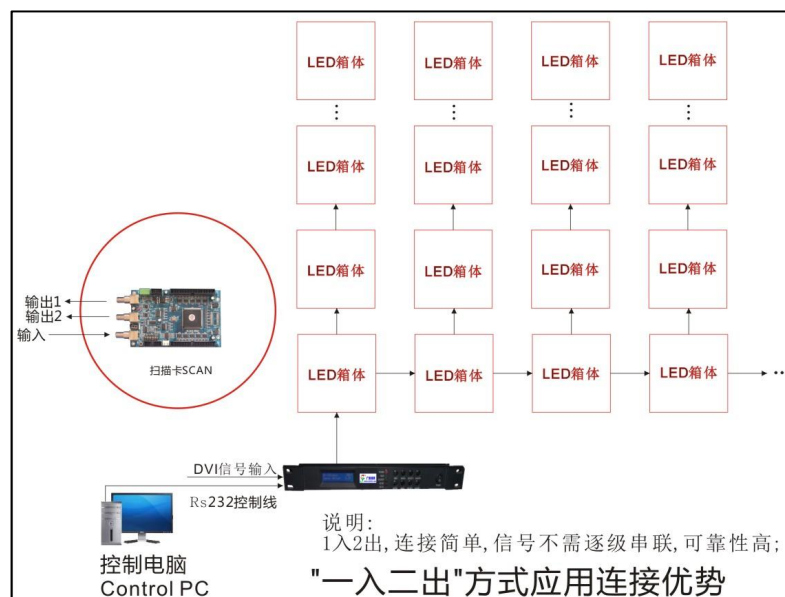 LED箱体 LED箱体 LED箱体 LED箱体
LED箱体 LED箱体 LED箱体 LED箱体
LED箱体 LED箱体 LED箱体 LED箱体
输出1
输出2
输入
扫描卡SCAN
LED箱体 LED箱体 LED箱体 LED箱体
DVI信号输入
Rs232控制线
控制电脑
Control PC
说明:
1入2出,连接简单,信号不需逐级串联,可靠性高;
"一入二出"方式应用连接优势